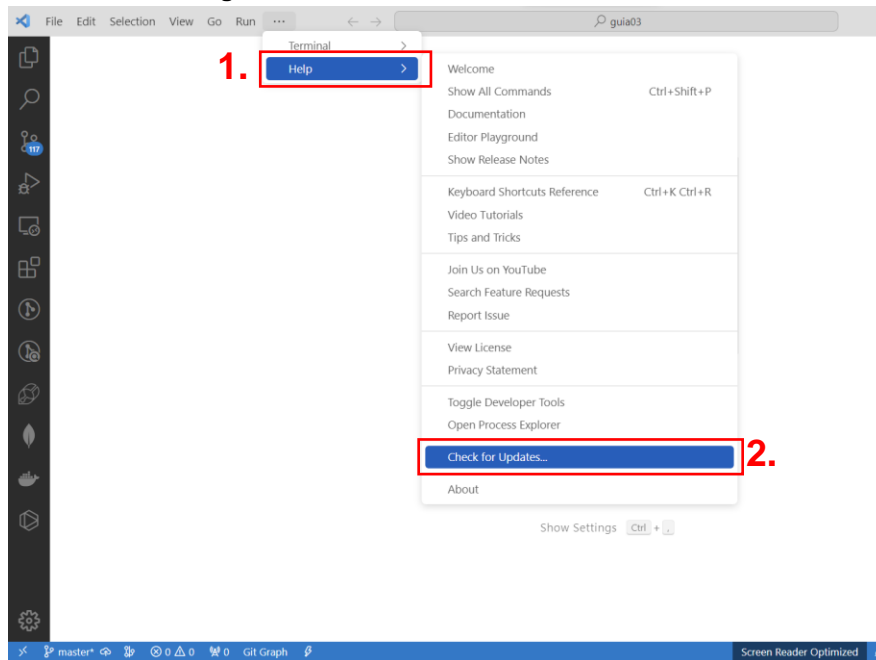 File Edit Selection View Go Run ... guia03
Terminal
1. Help
Welcome
Show All Commands Ctrl+Shift+P
Documentation
Editor Playground
Show Release Notes
117
Keyboard Shortcuts Reference Ctrl+K Ctrl+R
Video Tutorials
Tips and Tricks
Join Us on YouTube
Search Feature Requests
Report Issue
View License
Privacy Statement
Toggle Developer Tools
Open Process Explorer
Check for Updates... 2.
About
Show Settings Ctrl + ,
master* 0 0 0 Git Graph Screen Reader Optimized